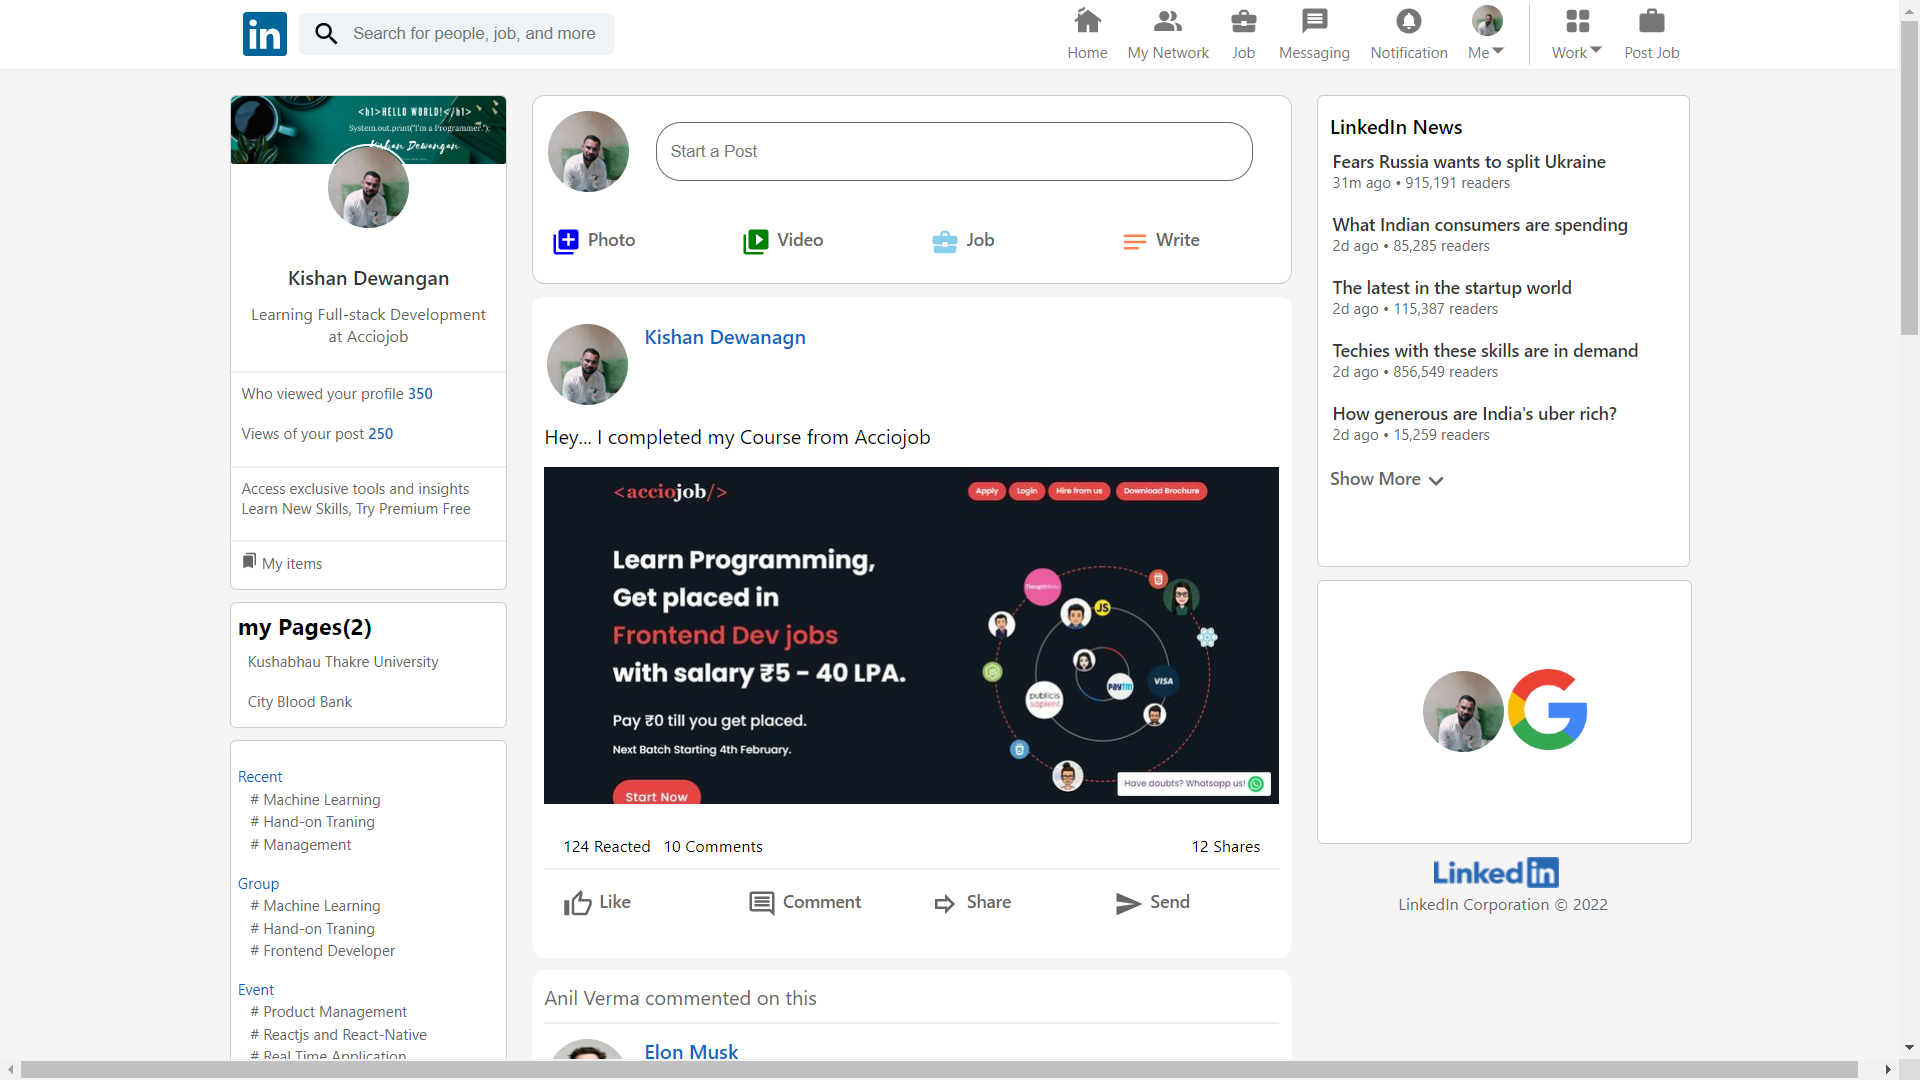 in
Search for people, job, and more
Home
My Network
Job
Messaging
Notification
Me
Work
Post Job
<h1>HELLO WORLD!</h1>
System.out.print("I'm a Programmer.");
Kishan Dewangan
Kishan Dewangan
Learning Full-stack Development
at Acciojob
Who viewed your profile 350
Views of your post 250
Access exclusive tools and insights
Learn New Skills, Try Premium Free
My items
my Pages(2)
Kushabhau Thakre University
City Blood Bank
Recent
# Machine Learning
# Hand-on Traning
# Management
Group
# Machine Learning
# Hand-on Traning
# Frontend Developer
Event
# Product Management
# Reactjs and React-Native
# Real Time Application
Start a Post
Photo
Video
Job
Write
Kishan Dewanagn
Hey... I completed my Course from Acciojob
<acciojob/>
Apply
Login
Hire from us
Download Brochure
Learn Programming,
Get placed in
Frontend Dev jobs
with salary ₹5 - 40 LPA.
Pay ₹0 till you get placed.
Next Batch Starting 4th February.
Start Now
ThoughtWorks
JS
publicis
sapient
paytm
VISA
Have doubts? Whatsapp us!
124 Reacted
10 Comments
12 Shares
Like
Comment
Share
Send
Anil Verma commented on this
Elon Musk
LinkedIn News
Fears Russia wants to split Ukraine
31m ago • 915,191 readers
What Indian consumers are spending
2d ago • 85,285 readers
The latest in the startup world
2d ago • 115,387 readers
Techies with these skills are in demand
2d ago • 856,549 readers
How generous are India's uber rich?
2d ago • 15,259 readers
Show More
Linked in
LinkedIn Corporation © 2022